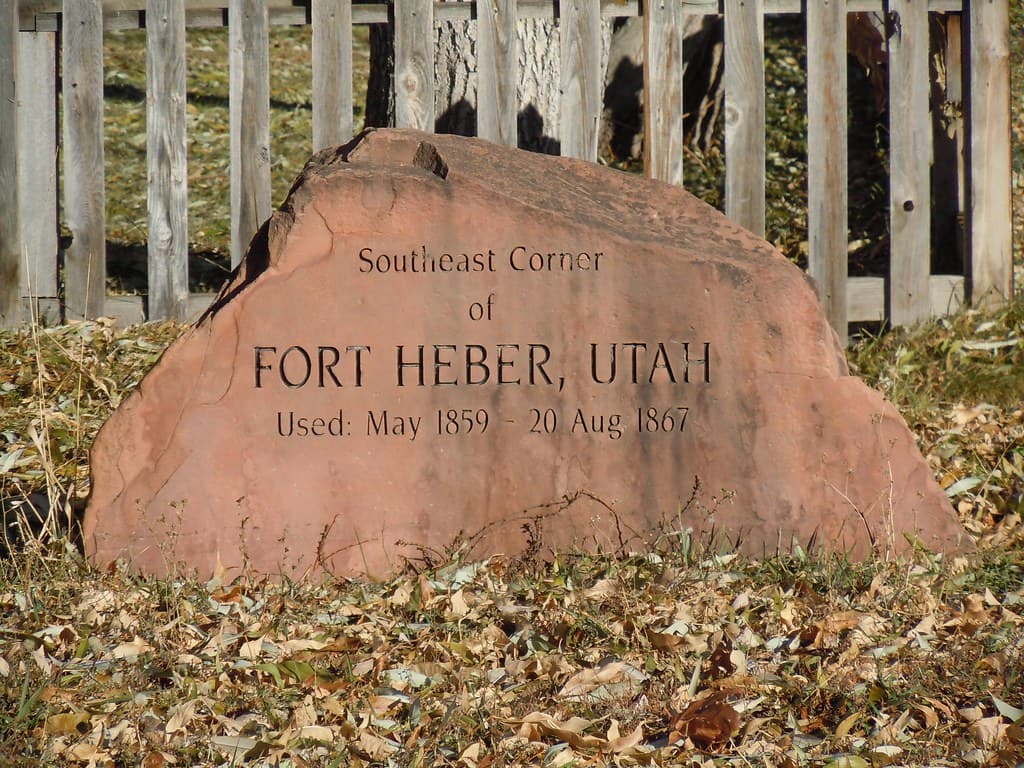 Southeast Corner
of
FORT HEBER, UTAH
Used: May 1859 - 20 Aug 1867